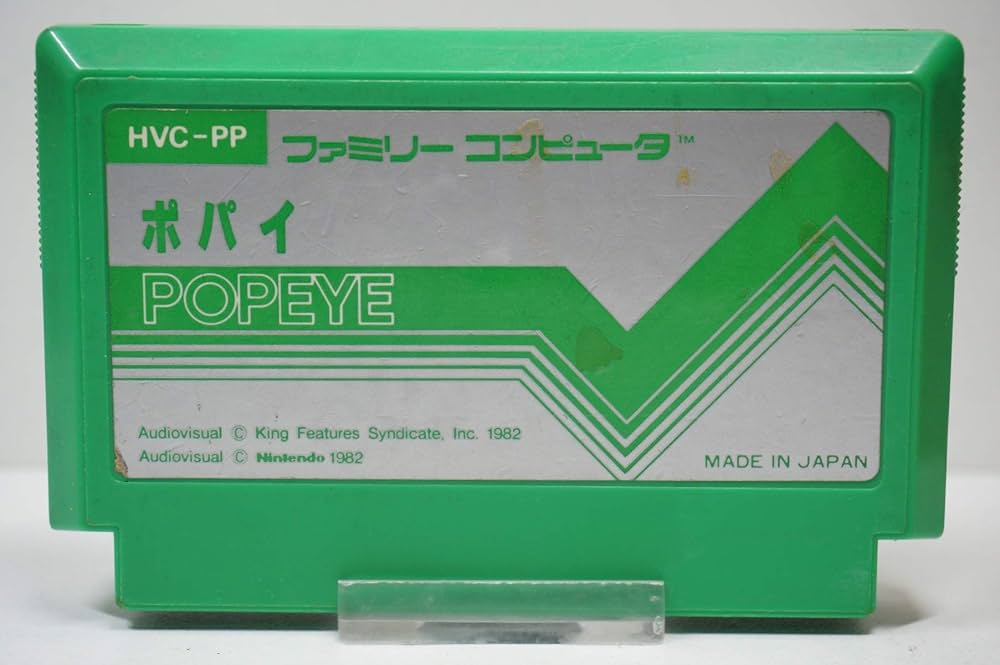 HVC-PP
ファミリー コンピュータ™
ポパイ
POPEYE
Audiovisual © King Features Syndicate, Inc. 1982
Audiovisual © Nintendo 1982
MADE IN JAPAN